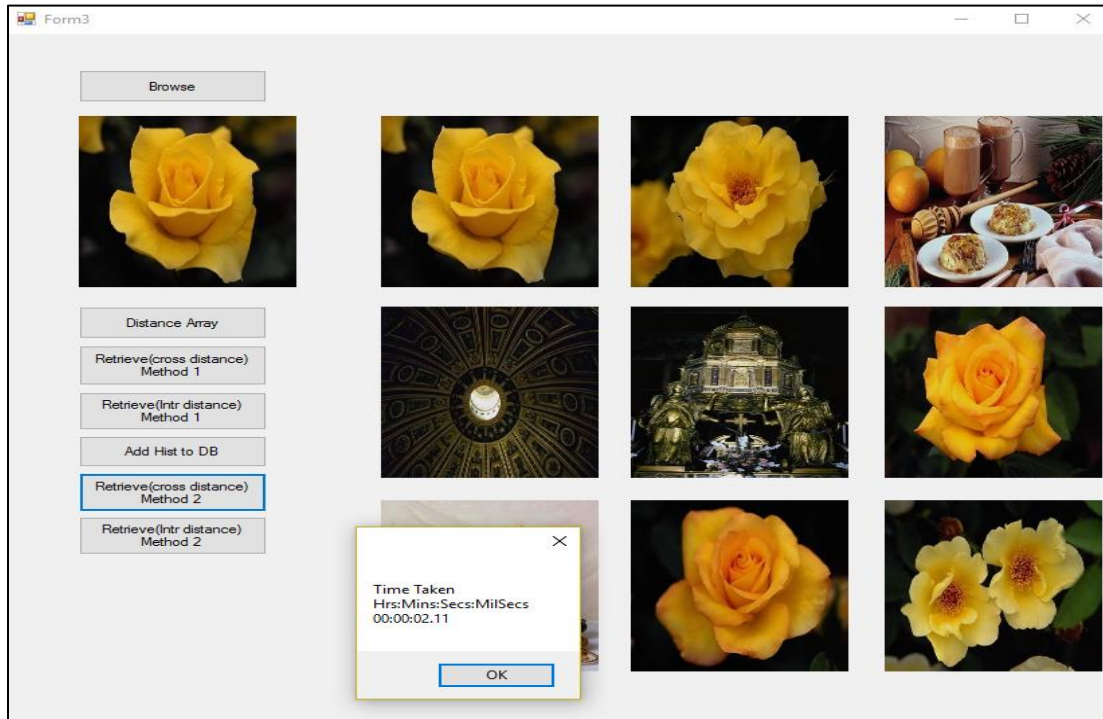 Form3
Browse
Distance Array
Retrieve(cross distance)
Method 1
Retrieve(Intr distance)
Method 1
Add Hist to DB
Retrieve(cross distance)
Method 2
Retrieve(Intr distance)
Method 2
Time Taken
Hrs:Mins:Secs:MilSecs
00:00:02.11
OK